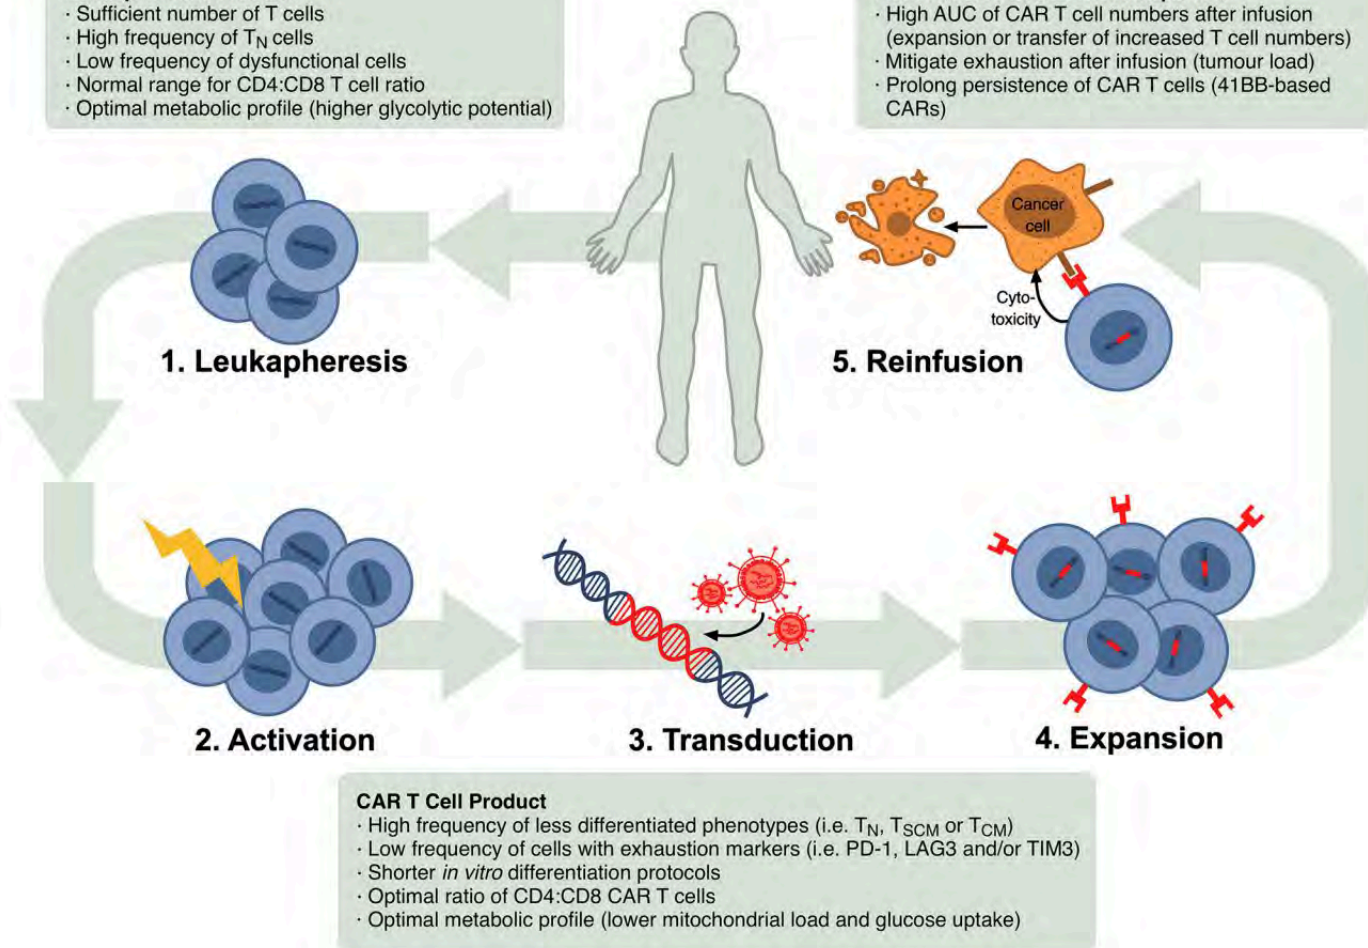 · Sufficient number of T cells
· High frequency of TN cells
· Low frequency of dysfunctional cells
· Normal range for CD4:CD8 T cell ratio
· Optimal metabolic profile (higher glycolytic potential)
· High AUC of CAR T cell numbers after infusion
(expansion or transfer of increased T cell numbers)
· Mitigate exhaustion after infusion (tumour load)
· Prolong persistence of CAR T cells (41BB-based
CARs)
Cancer
cell
Cyto-
toxicity
1. Leukapheresis
5. Reinfusion
2. Activation
3. Transduction
4. Expansion
CAR T Cell Product
· High frequency of less differentiated phenotypes (i.e. TN, TSCM or TCM)
· Low frequency of cells with exhaustion markers (i.e. PD-1, LAG3 and/or TIM3)
· Shorter in vitro differentiation protocols
· Optimal ratio of CD4:CD8 CAR T cells
· Optimal metabolic profile (lower mitochondrial load and glucose uptake)